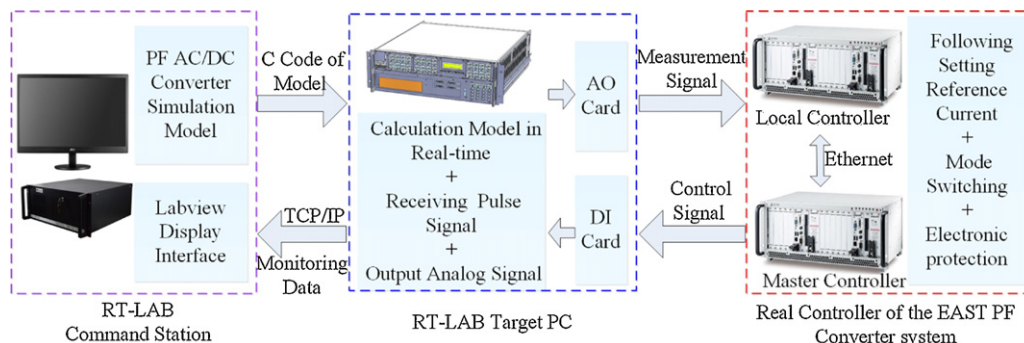 PF AC/DC
Converter
Simulation
Model
Labview
Display
Interface
RT-LAB
Command Station
C Code of
Model
TCP/IP
Monitoring
Data
Calculation Model in
Real-time
+
Receiving Pulse
Signal
+
Output Analog Signal
AO
Card
DI
Card
RT-LAB Target PC
Measurement
Signal
Control
Signal
Local Controller
Ethernet
Master Controller
Following
Setting
Reference
Current
+
Mode
Switching
+
Electronic
protection
Real Controller of the EAST PF
Converter system